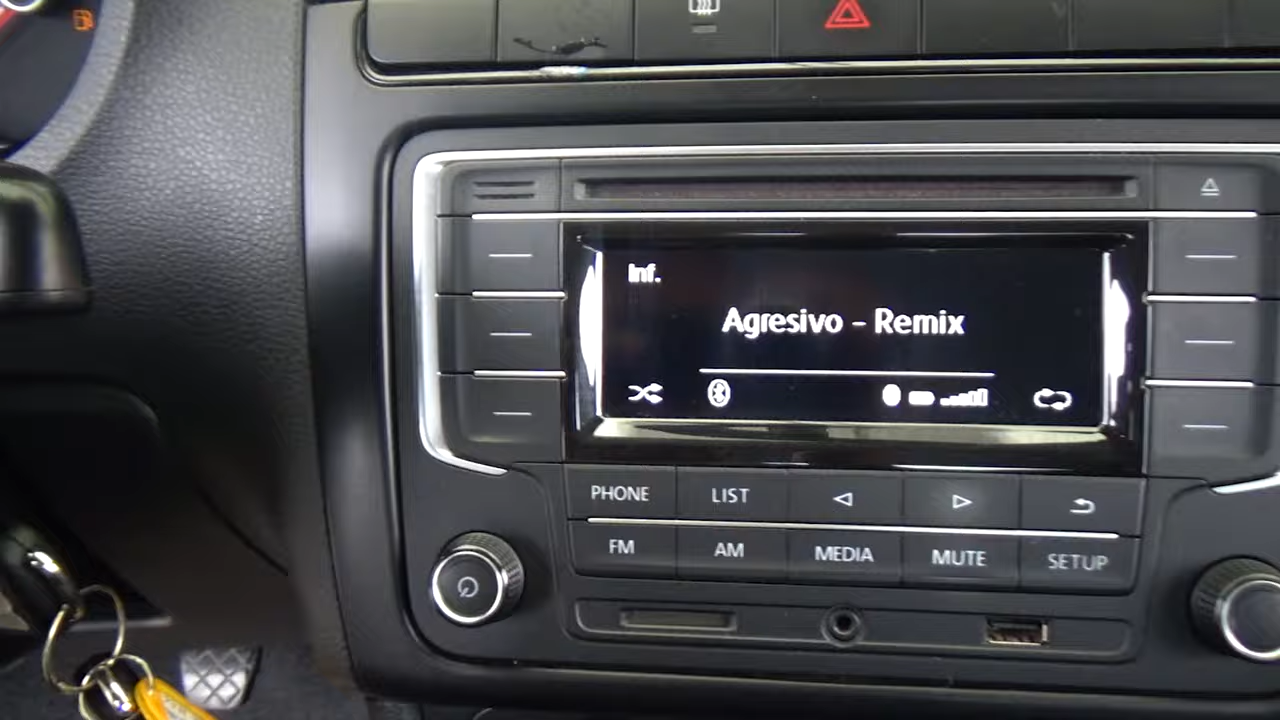 Inf.
Agresivo - Remix
PHONE
LIST
FM
AM
MEDIA
MUTE
SETUP